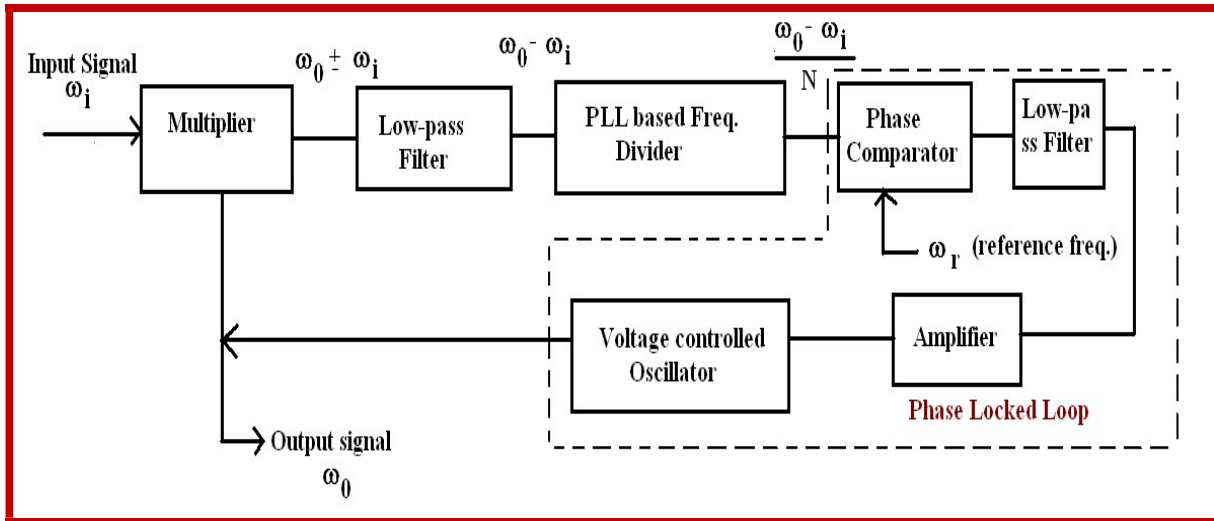 Input Signal
ωi
Multiplier
ω0 ± ωi
Low-pass
Filter
ω0 - ωi
PLL based Freq.
Divider
ω0 - ωi
N
Phase
Comparator
Low-pa
ss Filter
ωr (reference freq.)
Voltage controlled
Oscillator
Amplifier
Phase Locked Loop
Output signal
ω0